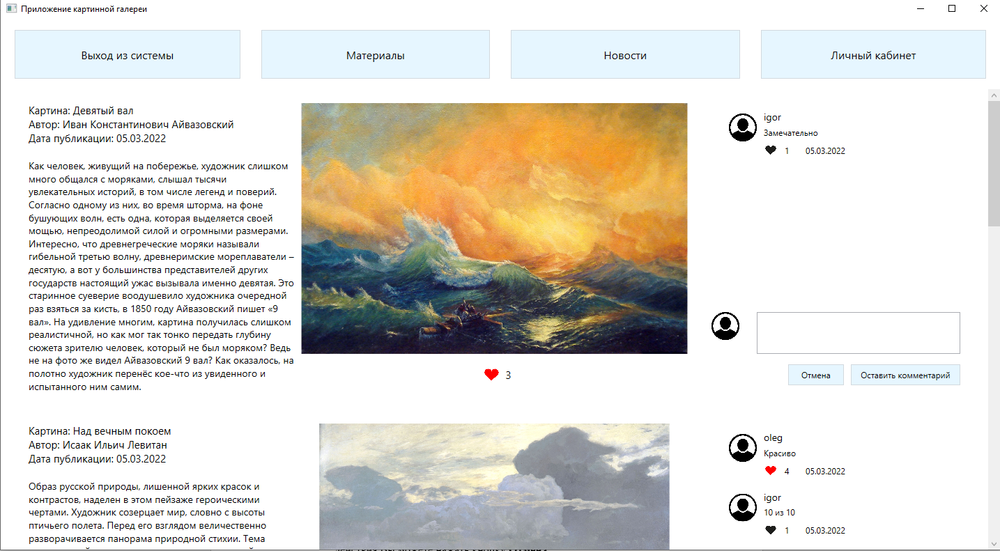 Приложение картинной галереи
Выход из системы
Материалы
Новости
Личный кабинет
Картина: Девятый вал
Автор: Иван Константинович Айвазовский
Дата публикации: 05.03.2022
Как человек, живущий на побережье, художник слишком
много общался с моряками, слышал тысячи
увлекательных историй, в том числе легенд и поверий.
Согласно одному из них, во время шторма, на фоне
бушующих волн, есть одна, которая выделяется своей
мощью, непреодолимой силой и огромными размерами.
Интересно, что древнегреческие моряки называли
гибельной третью волну, древнеримские мореплаватели –
десятую, а вот у большинства представителей других
государств настоящий ужас вызывала именно девятая. Это
старинное суеверие воодушевило художника очередной
раз взяться за кисть, в 1850 году Айвазовский пишет «9
вал». На удивление многим, картина получилась слишком
реалистичной, но как мог так тонко передать глубину
сюжета зрителю человек, который не был моряком? Ведь
не на фото же видел Айвазовский 9 вал? Как оказалось, на
полотно художник перенёс кое-что из увиденного и
испытанного ним самим.
3
igor
Замечательно
1 05.03.2022
Отмена
Оставить комментарий
Картина: Над вечным покоем
Автор: Исаак Ильич Левитан
Дата публикации: 05.03.2022
Образ русской природы, лишенной ярких красок и
контрастов, наделен в этом пейзаже героическими
чертами. Художник созерцает мир, словно с высоты
птичьего полета. Перед его взглядом величественно
разворачивается панорама природной стихии. Тема
oleg
Красиво
4 05.03.2022
igor
10 из 10
1 05.03.2022